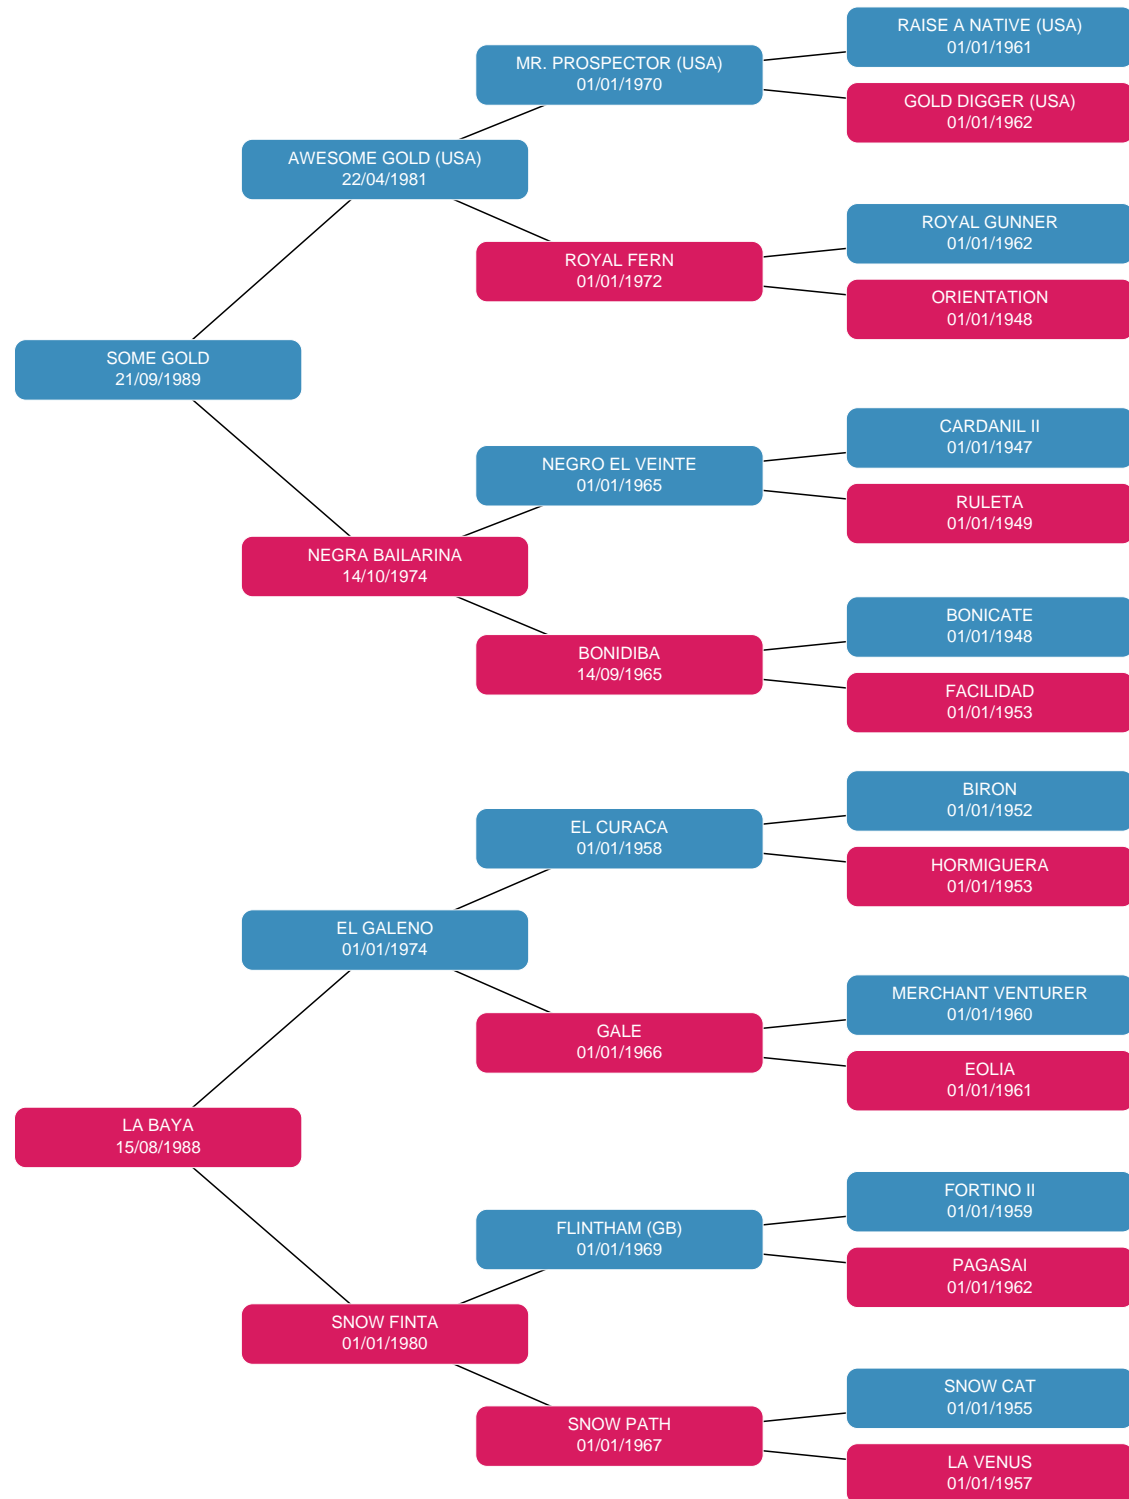 RAISE A NATIVE (USA)
01/01/1961
MR. PROSPECTOR (USA)
01/01/1970
GOLD DIGGER (USA)
01/01/1962
AWESOME GOLD (USA)
22/04/1981
ROYAL GUNNER
01/01/1962
ROYAL FERN
01/01/1972
ORIENTATION
01/01/1948
SOME GOLD
21/09/1989
CARDANIL II
01/01/1947
NEGRO EL VEINTE
01/01/1965
RULETA
01/01/1949
NEGRA BAILARINA
14/10/1974
BONICATE
01/01/1948
BONIDIBA
14/09/1965
FACILIDAD
01/01/1953
BIRON
01/01/1952
EL CURACA
01/01/1958
HORMIGUERA
01/01/1953
EL GALENO
01/01/1974
MERCHANT VENTURER
01/01/1960
GALE
01/01/1966
EOLIA
01/01/1961
LA BAYA
15/08/1988
FORTINO II
01/01/1959
FLINTHAM (GB)
01/01/1969
PAGASAI
01/01/1962
SNOW FINTA
01/01/1980
SNOW CAT
01/01/1955
SNOW PATH
01/01/1967
LA VENUS
01/01/1957